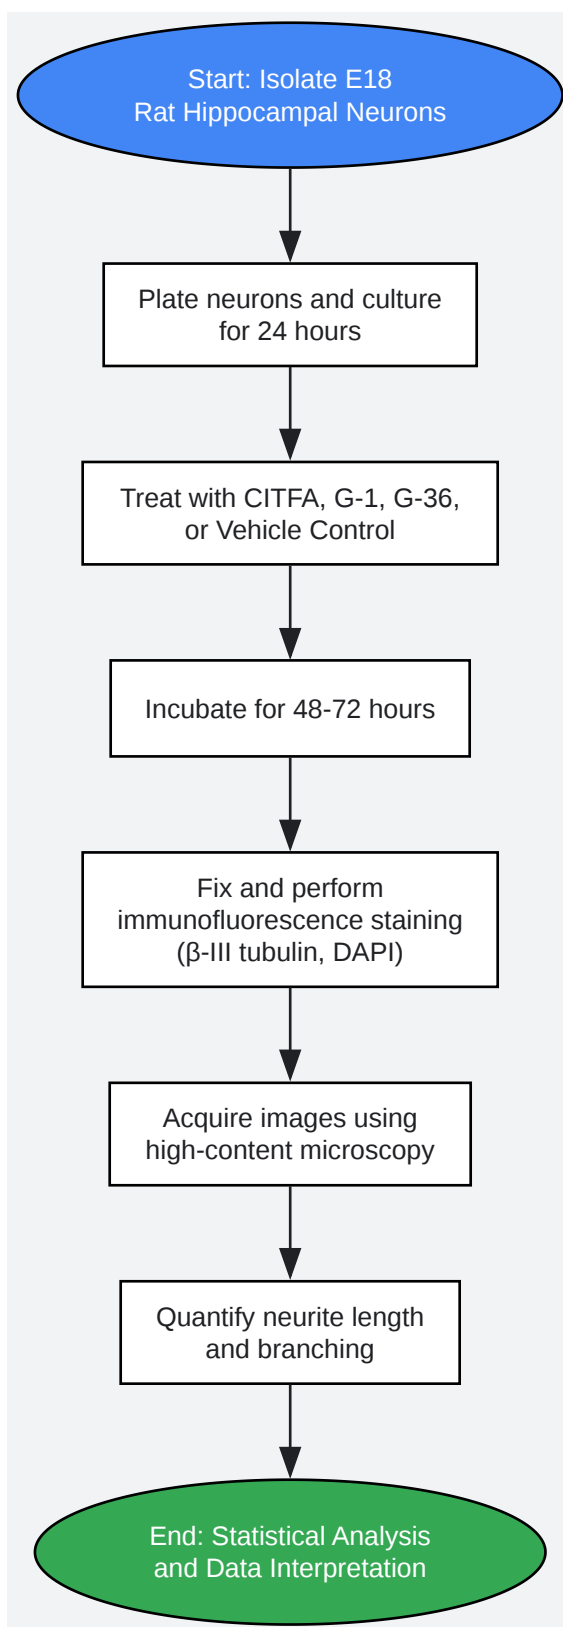 Start: Isolate E18
Rat Hippocampal Neurons
Plate neurons and culture
for 24 hours
Treat with CITFA, G-1, G-36,
or Vehicle Control
Incubate for 48-72 hours
Fix and perform
immunofluorescence staining
(β-III tubulin, DAPI)
Acquire images using
high-content microscopy
Quantify neurite length
and branching
End: Statistical Analysis
and Data Interpretation